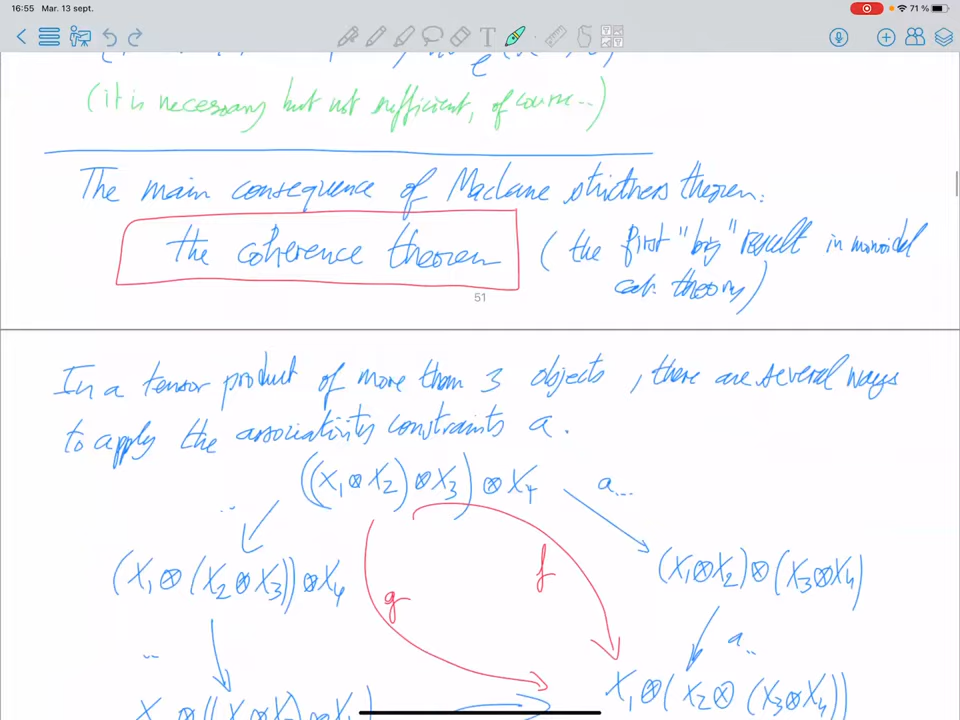 16:55 Mar. 13 sept.
71 %
(it is necessary but not sufficient, of course...)
The main consequence of Maclane strictness theorem:
the coherence theorem (the first "big" result in monoidal
cat. theory)
51
In a tensor product of more than 3 objects, there are several ways
to apply the associativity constraints a.
((X₁⊗X₂)⊗X₃)⊗X₄
a...
..
(X₁⊗(X₂⊗X₃))⊗X₄
(X₁⊗X₂)⊗(X₃⊗X₄)
f
g
a..
..
X₁⊗(X₂⊗(X₃⊗X₄))